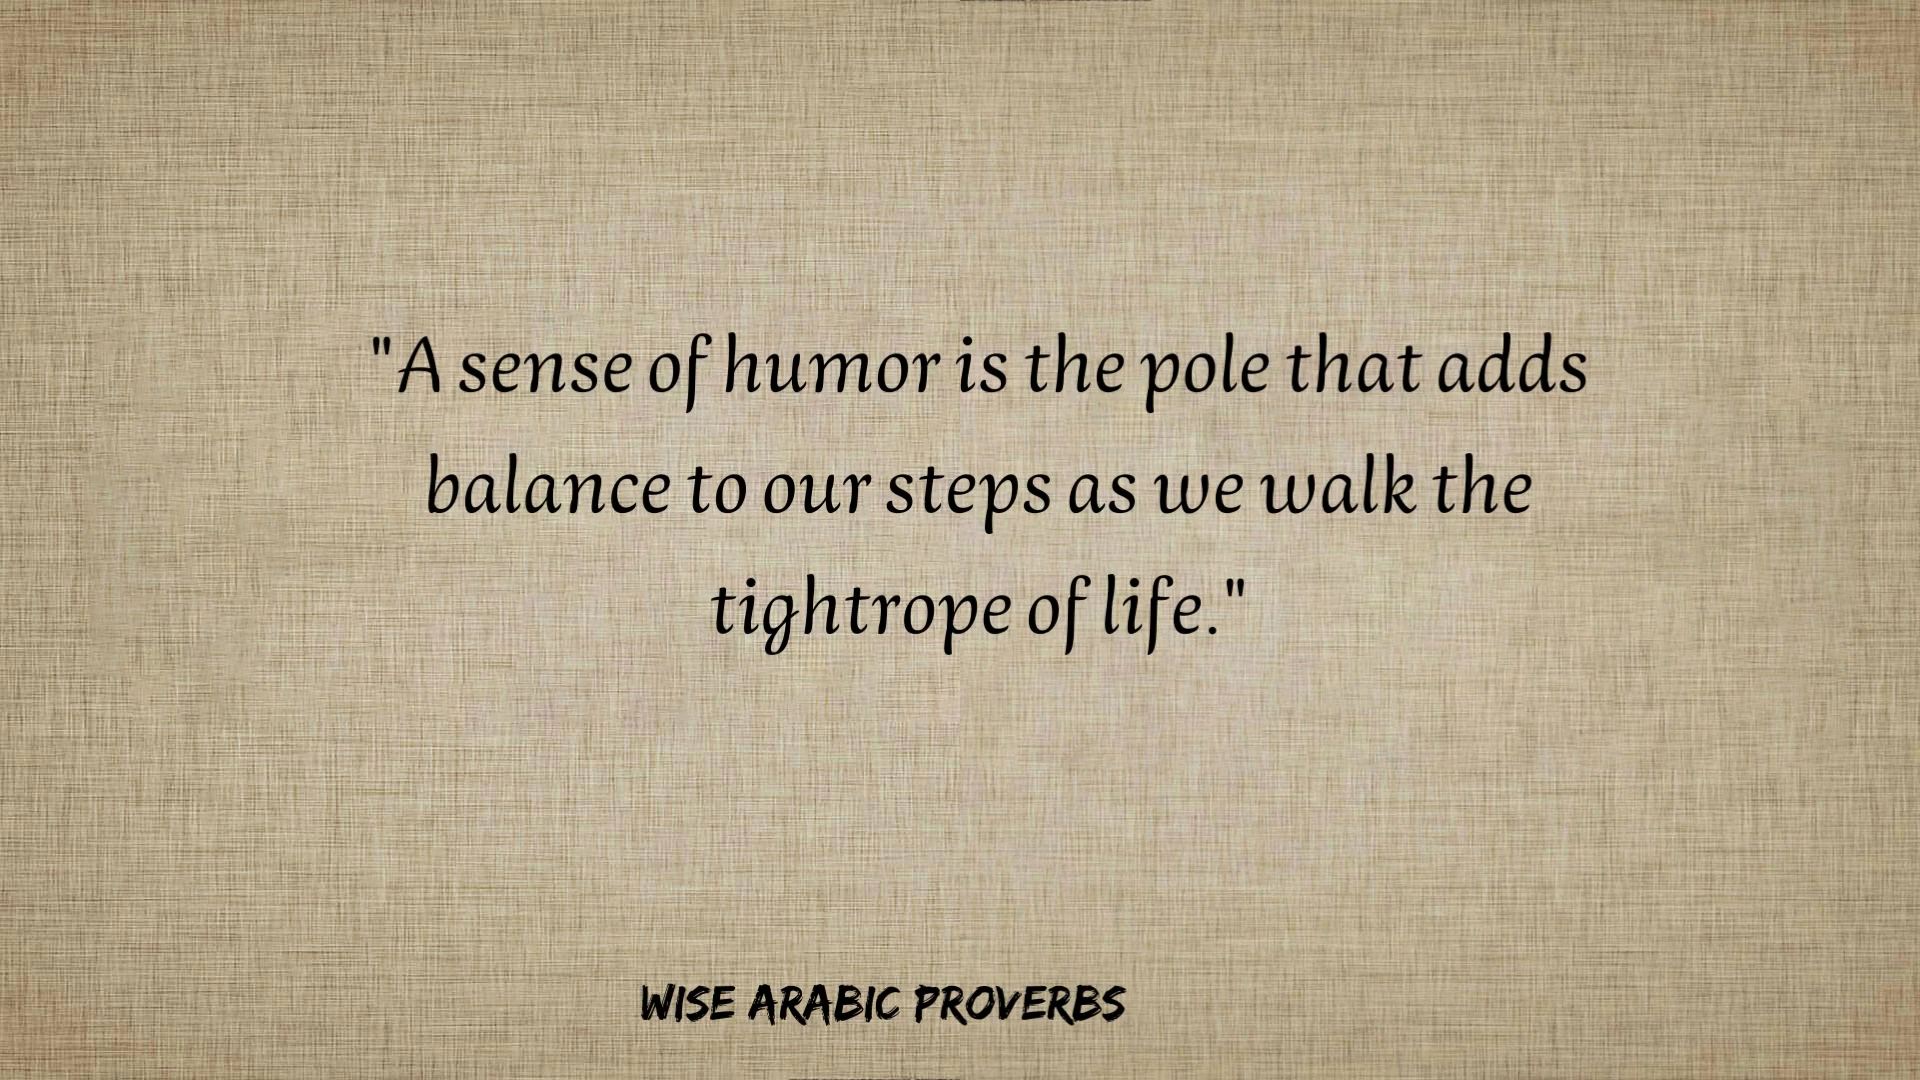 "A sense of humor is the pole that adds
balance to our steps as we walk the
tightrope of life."
WISE ARABIC PROVERBS